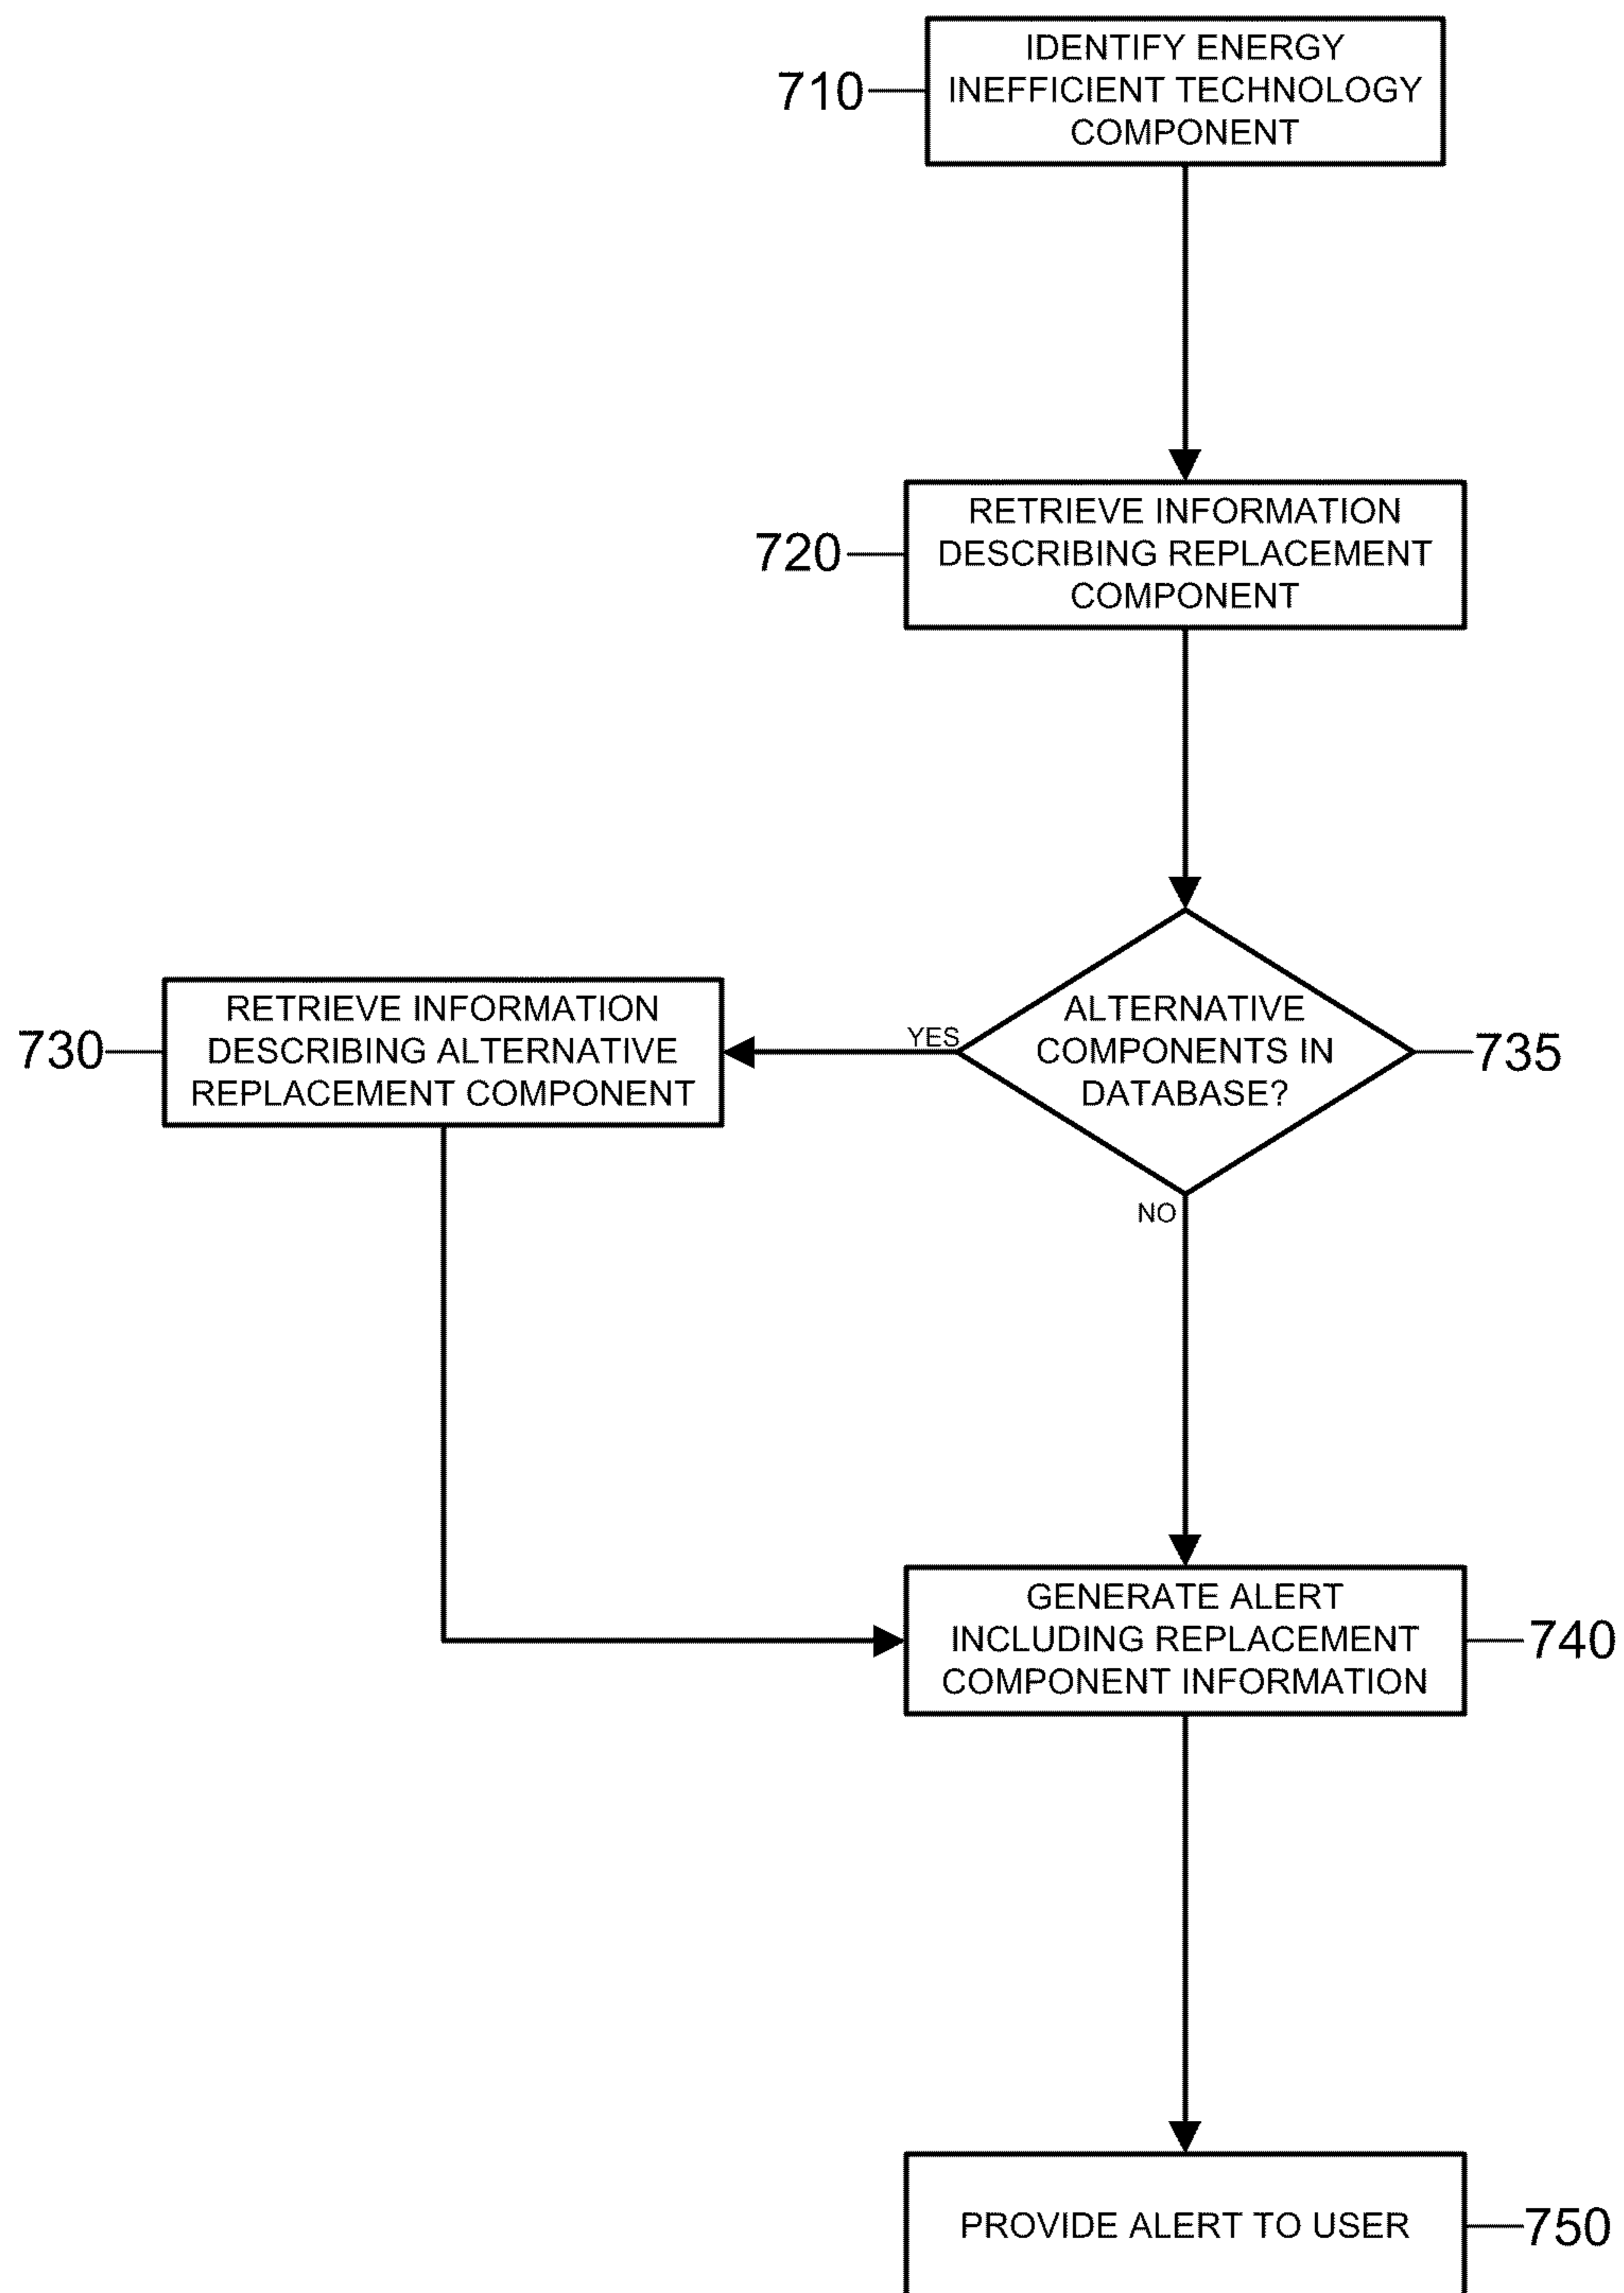 710
IDENTIFY ENERGY
INEFFICIENT TECHNOLOGY
COMPONENT
720
RETRIEVE INFORMATION
DESCRIBING REPLACEMENT
COMPONENT
730
RETRIEVE INFORMATION
DESCRIBING ALTERNATIVE
REPLACEMENT COMPONENT
YES
ALTERNATIVE
COMPONENTS IN
DATABASE?
735
NO
GENERATE ALERT
INCLUDING REPLACEMENT
COMPONENT INFORMATION
740
PROVIDE ALERT TO USER
750